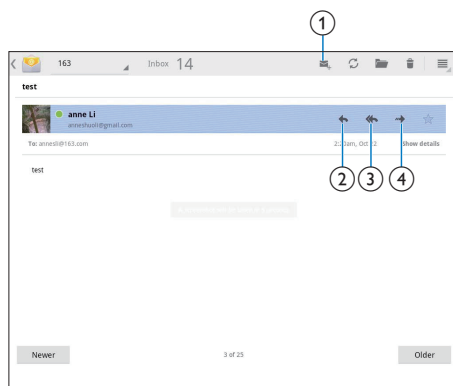 1
163 Inbox 14
test
anne Li
anneshuoli@gmail.com
To: annesli@163.com Show details
2 3 4
test
Newer 3 of 25 Older